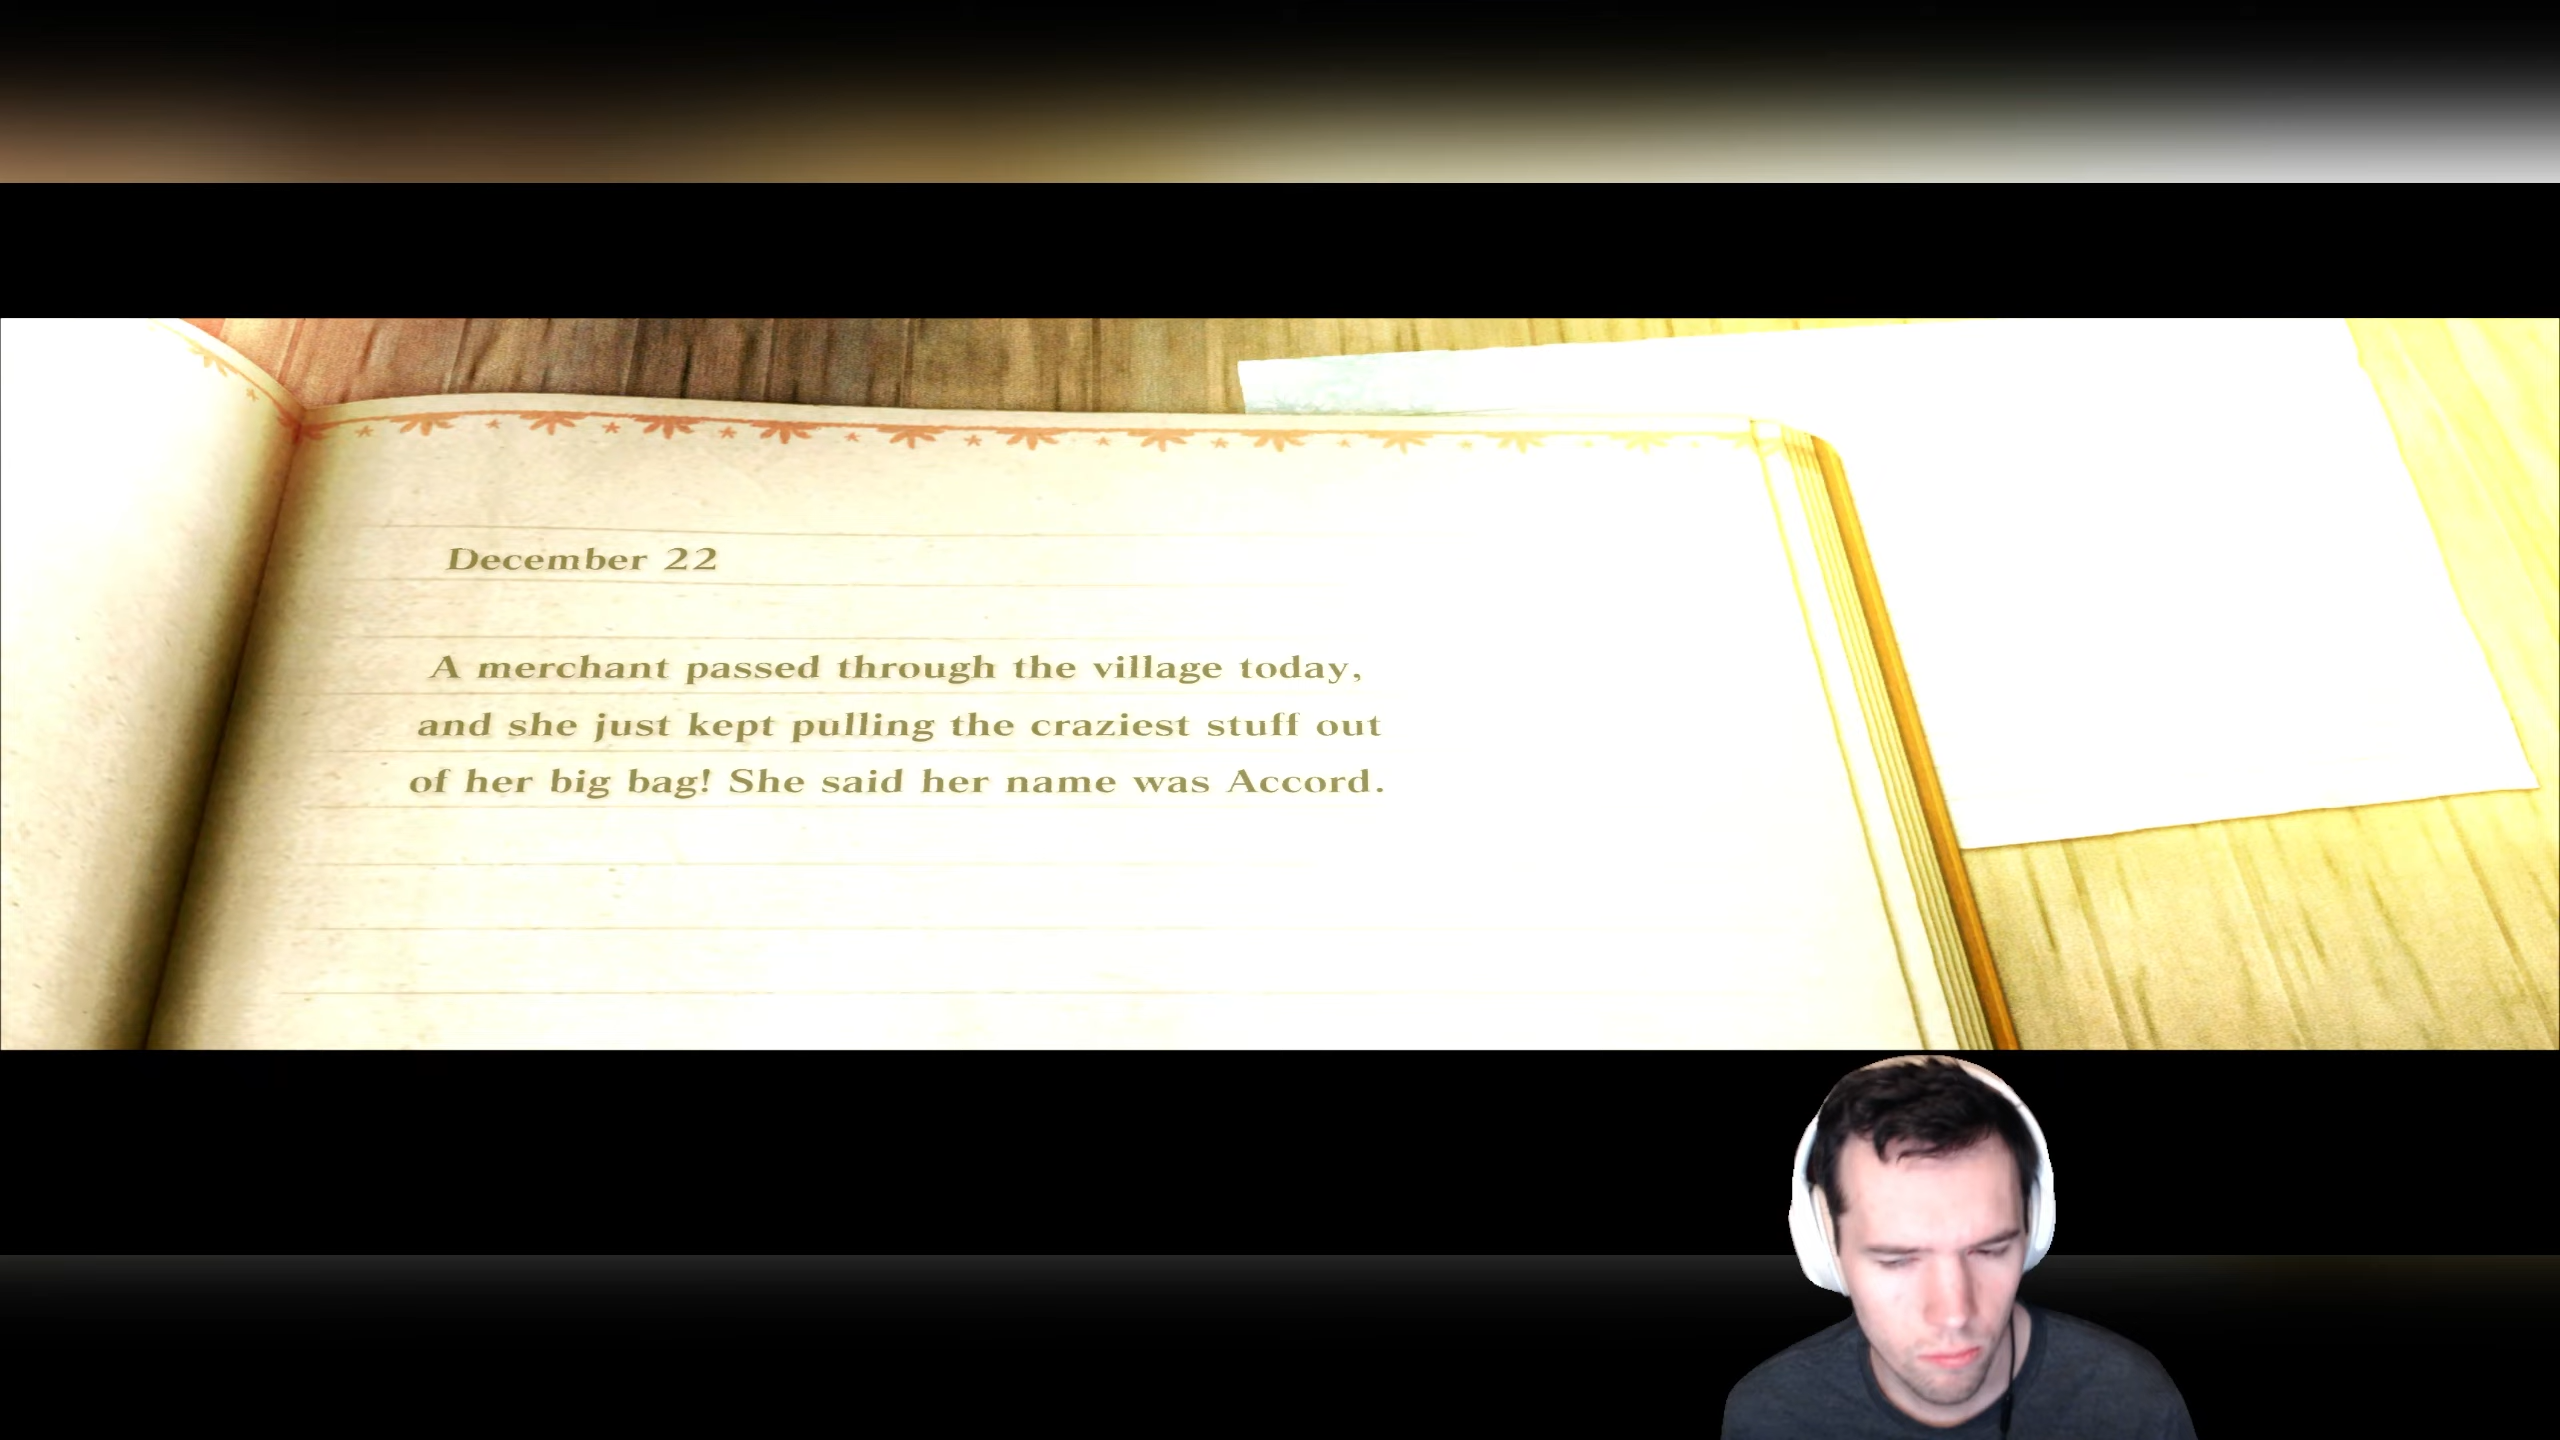 December 22
A merchant passed through the village today,
and she just kept pulling the craziest stuff out
of her big bag! She said her name was Accord.